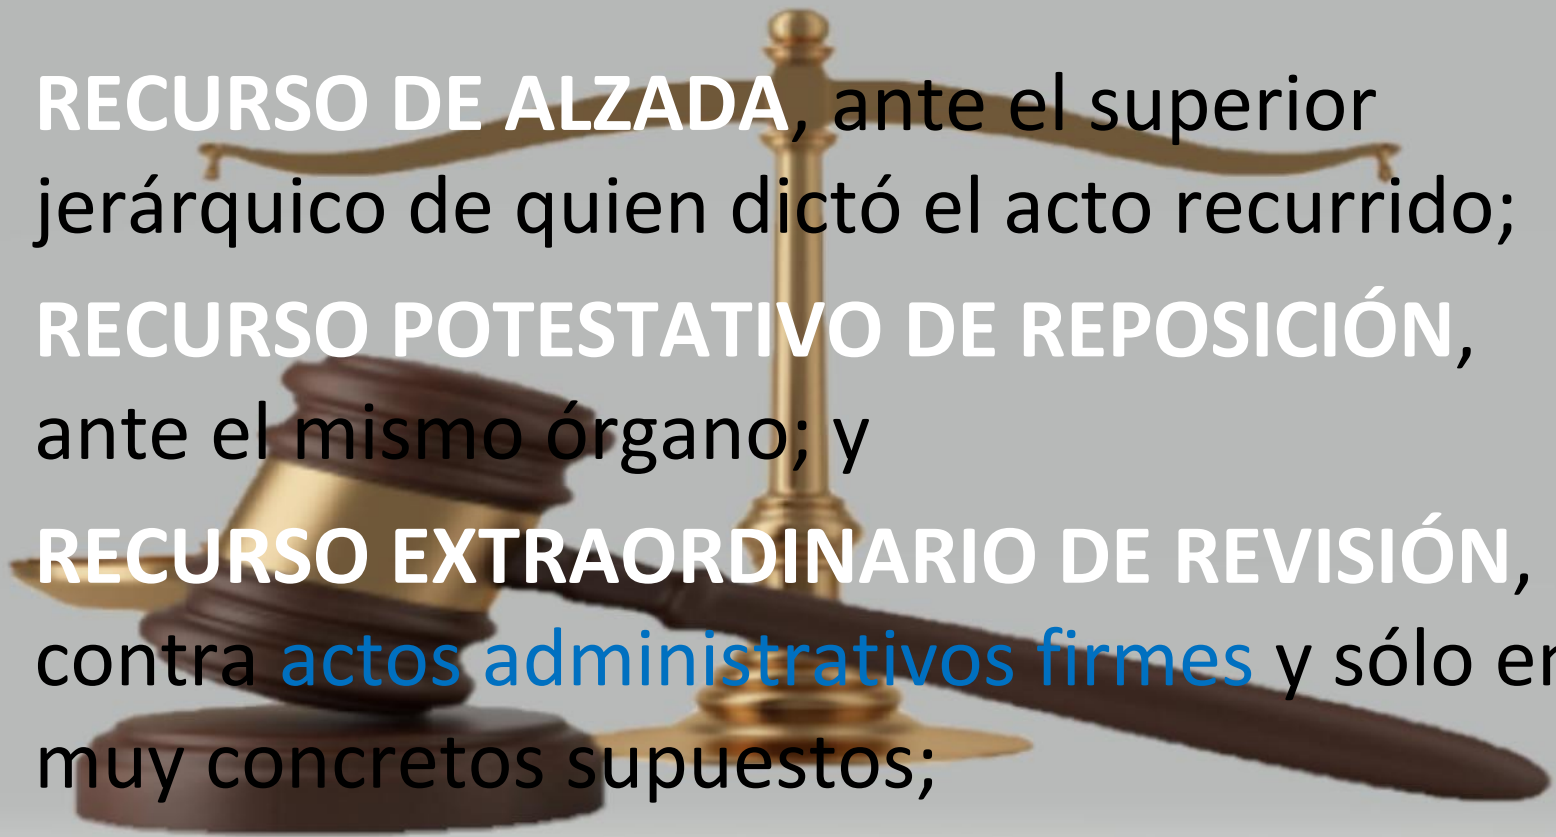 RECURSO DE ALZADA, ante el superior
jerárquico de quien dictó el acto recurrido;
RECURSO POTESTATIVO DE REPOSICIÓN,
ante el mismo órgano; y
RECURSO EXTRAORDINARIO DE REVISIÓN,
contra actos administrativos firmes y sólo en
muy concretos supuestos;